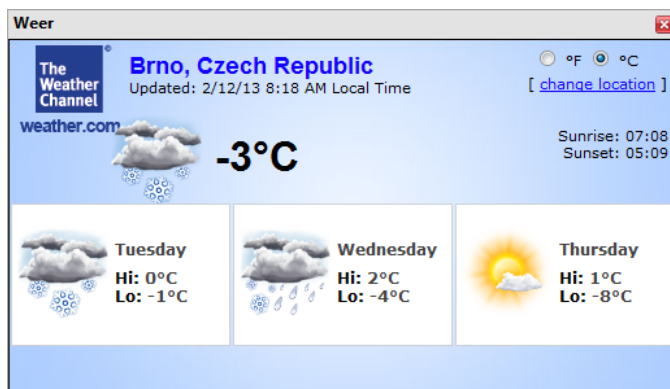 Weer
The
Weather
Channel
weather.com
Brno, Czech Republic
Updated: 2/12/13 8:18 AM Local Time
°F °C
[ change location ]
-3°C
Sunrise: 07:08
Sunset: 05:09
Tuesday
Hi: 0°C
Lo: -1°C
Wednesday
Hi: 2°C
Lo: -4°C
Thursday
Hi: 1°C
Lo: -8°C